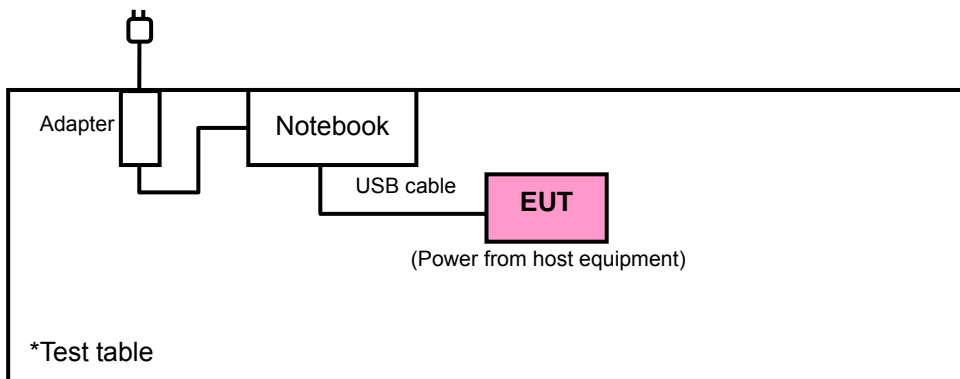 Adapter
Notebook
USB cable
EUT
(Power from host equipment)
*Test table